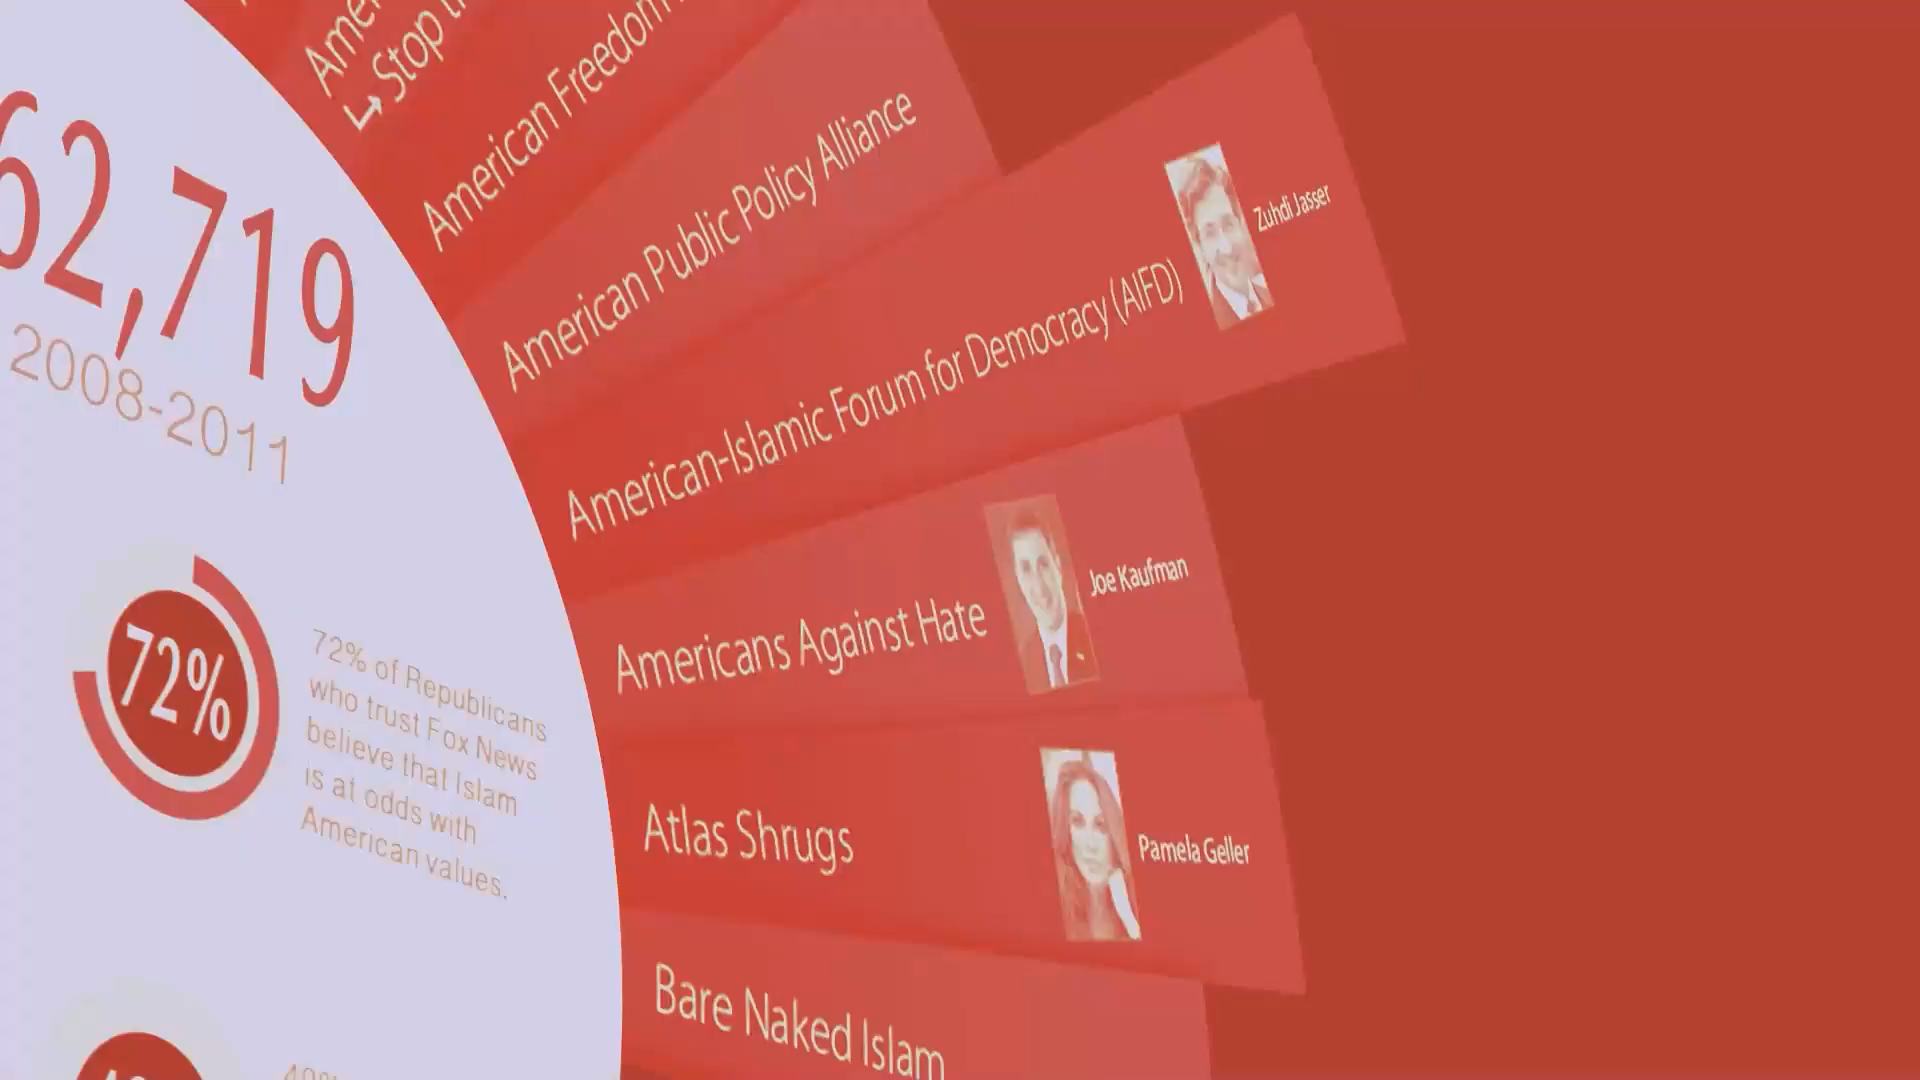 62,719
2008-2011
72%
72% of Republicans
who trust Fox News
believe that Islam
is at odds with
American values.
↳Stop
American Freedom
American Public Policy Alliance
American-Islamic Forum for Democracy (AIFD)
Zuhdi Jasser
Americans Against Hate
Joe Kaufman
Atlas Shrugs
Pamela Geller
Bare Naked Islam